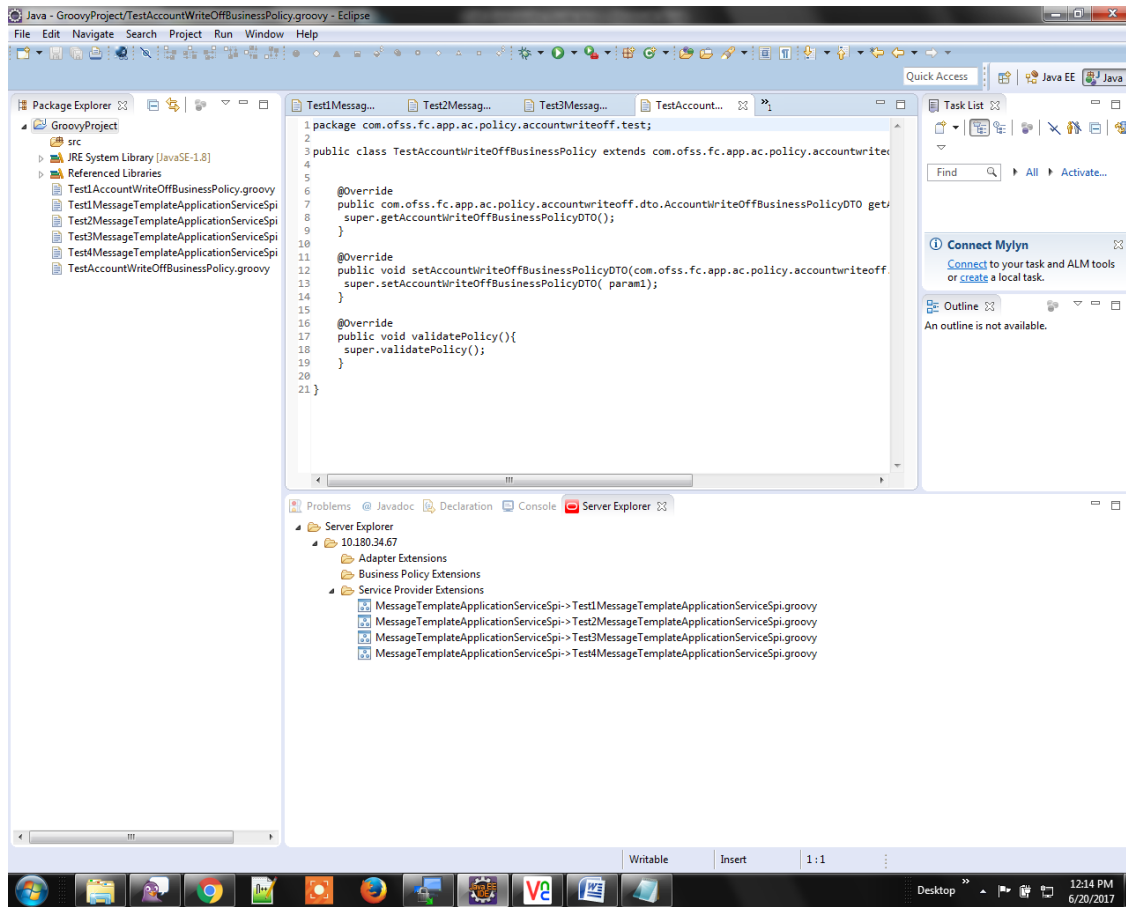 Java - GroovyProject/TestAccountWriteOffBusinessPolicy.groovy - Eclipse
File Edit Navigate Search Project Run Window Help
Quick Access
Java EE
Java
Package Explorer
GroovyProject
src
JRE System Library [JavaSE-1.8]
Referenced Libraries
Test1AccountWriteOffBusinessPolicy.groovy
Test1MessageTemplateApplicationServiceSpi
Test2MessageTemplateApplicationServiceSpi
Test3MessageTemplateApplicationServiceSpi
Test4MessageTemplateApplicationServiceSpi
TestAccountWriteOffBusinessPolicy.groovy
Test1Messag...
Test2Messag...
Test3Messag...
TestAccount...
»1
1 package com.ofss.fc.app.ac.policy.accountwriteoff.test;
2
3 public class TestAccountWriteOffBusinessPolicy extends com.ofss.fc.app.ac.policy.accountwriteo
4
5
6 @Override
7 public com.ofss.fc.app.ac.policy.accountwriteoff.dto.AccountWriteOffBusinessPolicyDTO getA
8 super.getAccountWriteOffBusinessPolicyDTO();
9 }
10
11 @Override
12 public void setAccountWriteOffBusinessPolicyDTO(com.ofss.fc.app.ac.policy.accountwriteoff.
13 super.setAccountWriteOffBusinessPolicyDTO( param1);
14 }
15
16 @Override
17 public void validatePolicy(){
18 super.validatePolicy();
19 }
20
21 }
Task List
Find
All
Activate...
Connect Mylyn
Connect to your task and ALM tools
or create a local task.
Outline
An outline is not available.
Problems
@ Javadoc
Declaration
Console
Server Explorer
Server Explorer
10.180.34.67
Adapter Extensions
Business Policy Extensions
Service Provider Extensions
MessageTemplateApplicationServiceSpi->Test1MessageTemplateApplicationServiceSpi.groovy
MessageTemplateApplicationServiceSpi->Test2MessageTemplateApplicationServiceSpi.groovy
MessageTemplateApplicationServiceSpi->Test3MessageTemplateApplicationServiceSpi.groovy
MessageTemplateApplicationServiceSpi->Test4MessageTemplateApplicationServiceSpi.groovy
Writable
Insert
1 : 1
Desktop
12:14 PM
6/20/2017